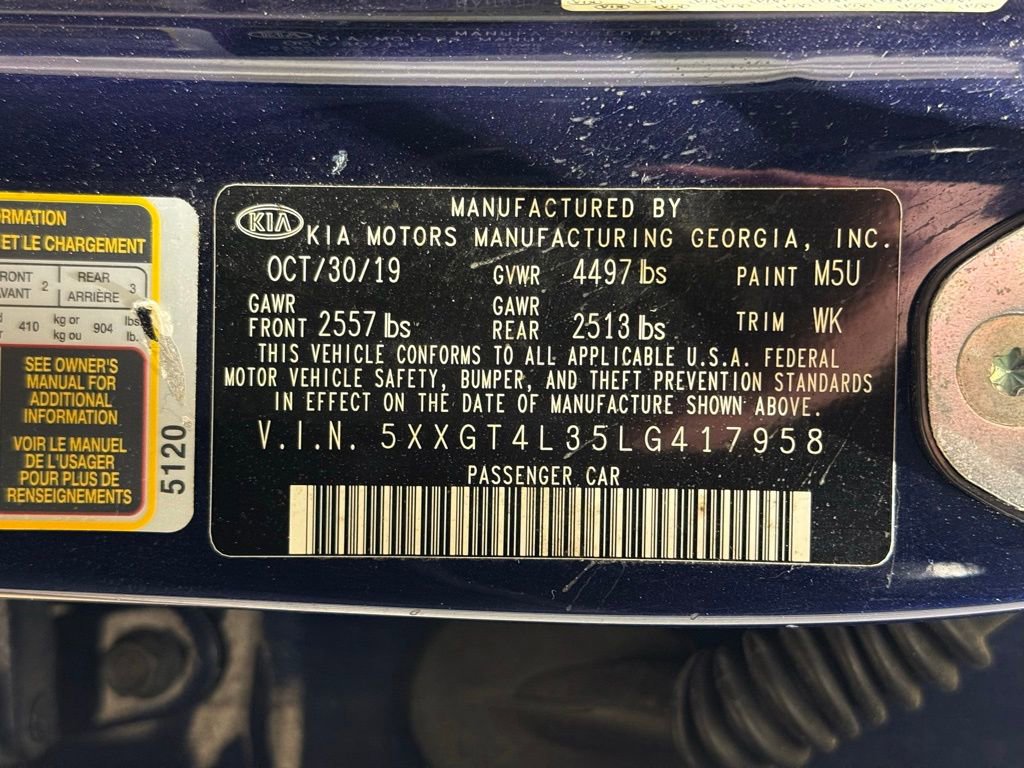 ORMATION
ET LE CHARGEMENT
RONT 2 REAR 3
AVANT ARRIÈRE
410 kg or 904 lbs
kg ou lb.
SEE OWNER'S
MANUAL FOR
ADDITIONAL
INFORMATION
VOIR LE MANUEL
DE L'USAGER
POUR PLUS DE
RENSEIGNEMENTS
5120
KIA
MANUFACTURED BY
KIA MOTORS MANUFACTURING GEORGIA, INC.
OCT/30/19 GVWR 4497 lbs PAINT M5U
GAWR FRONT 2557 lbs GAWR REAR 2513 lbs TRIM WK
THIS VEHICLE CONFORMS TO ALL APPLICABLE U.S.A. FEDERAL
MOTOR VEHICLE SAFETY, BUMPER, AND THEFT PREVENTION STANDARDS
IN EFFECT ON THE DATE OF MANUFACTURE SHOWN ABOVE.
V.I.N. 5XXGT4L35LG417958
PASSENGER CAR